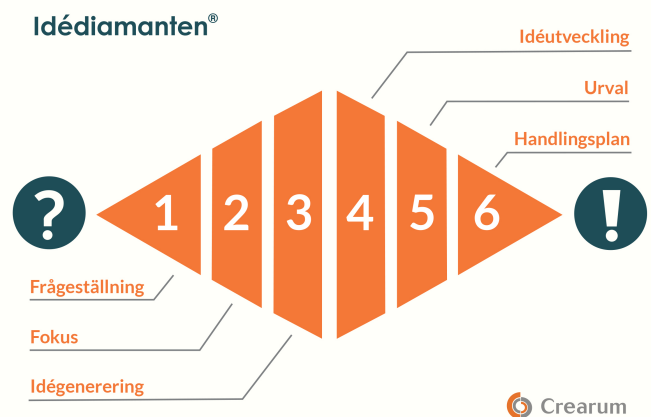 Idédiamanten®
Idéutveckling
Urval
Handlingsplan
?
1
2
3
4
5
6
!
Frågeställning
Fokus
Idégenerering
Crearum